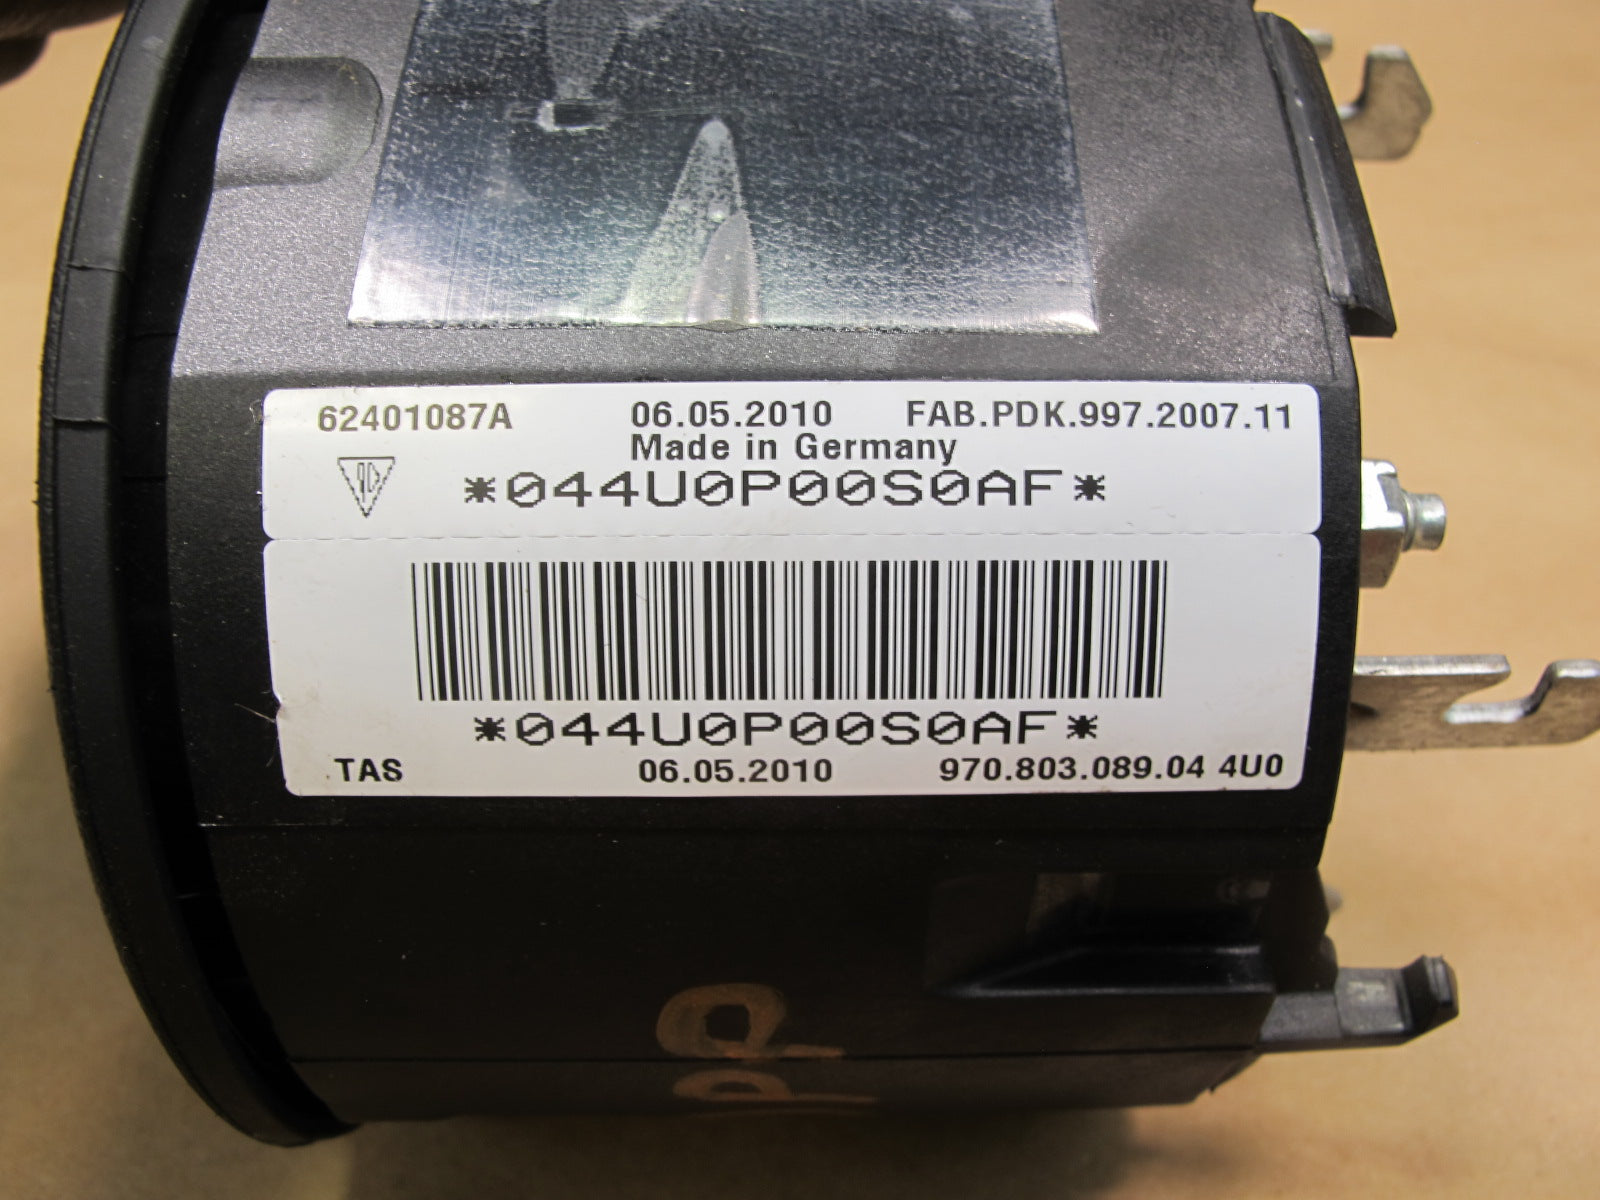 62401087A 06.05.2010 FAB.PDK.997.2007.11
Made in Germany
*044U0P00S0AF*
*044U0P00S0AF*
TAS 06.05.2010 970.803.089.04 4U0